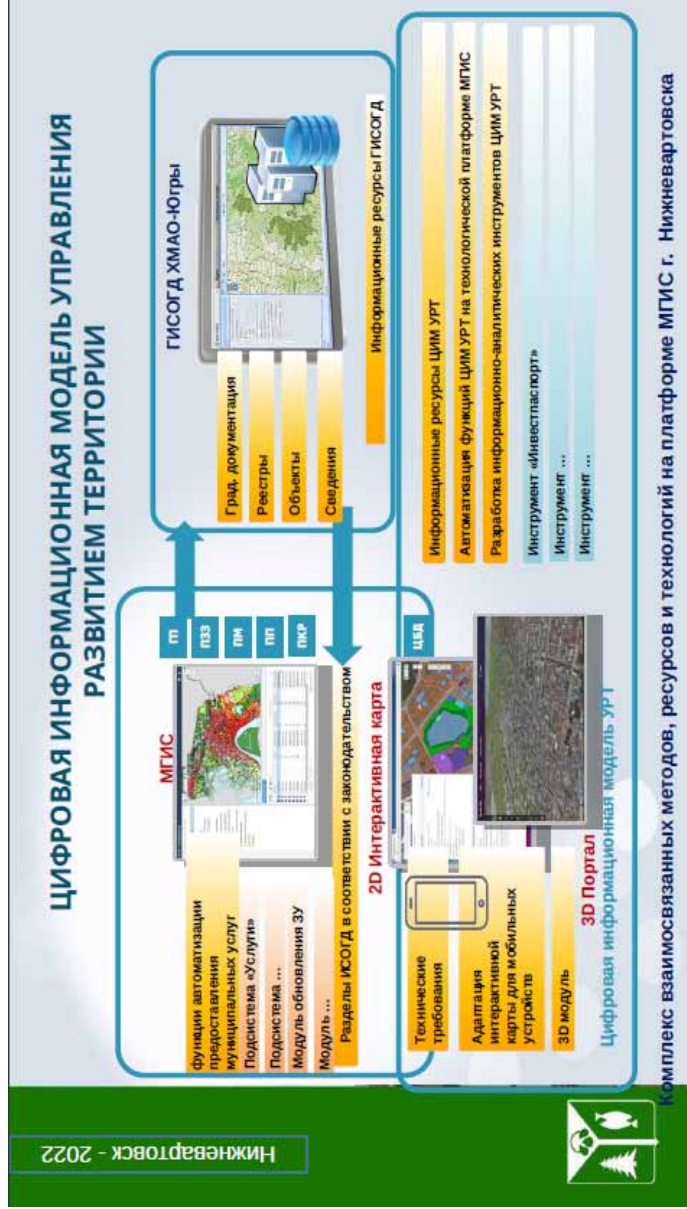 ЦИФРОВАЯ ИНФОРМАЦИОННАЯ МОДЕЛЬ УПРАВЛЕНИЯ
РАЗВИТИЕМ ТЕРРИТОРИИ
МГИС
функции автоматизации
предоставления
муниципальных услуг
Подсистема «Услуги»
Подсистема ...
Модуль обновления ЗУ
Модуль ...
Разделы ИСОГД в соответствии с законодательством
ГП
ПЗЗ
ПМ
ПП
ПКР
ЦБД
ГИСОГД ХМАО-Югры
Град. документация
Реестры
Объекты
Сведения
Информационные ресурсы ГИСОГД
2D Интерактивная карта
Технические
требования
Адаптация
интерактивной
карты для мобильных
устройств
3D модуль
3D Портал
Цифровая информационная модель УРТ
Информационные ресурсы ЦИМ УРТ
Автоматизация функций ЦИМ УРТ на технологической платформе МГИС
Разработка информационно-аналитических инструментов ЦИМ УРТ
Инструмент «Инвестпаспорт»
Инструмент ...
Инструмент ...
Комплекс взаимосвязанных методов, ресурсов и технологий на платформе МГИС г. Нижневартовска
Нижневартовск - 2022